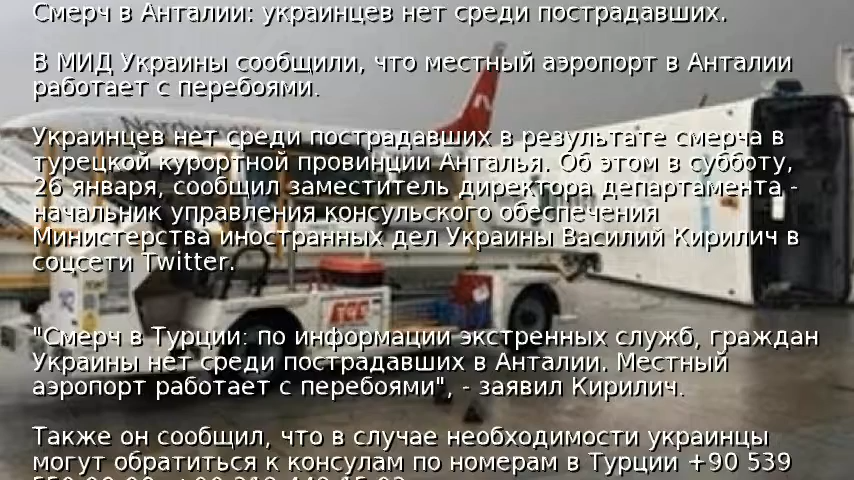 Смерч в Анталии: украинцев нет среди пострадавших.
В МИД Украины сообщили, что местный аэропорт в Анталии
работает с перебоями.
Украинцев нет среди пострадавших в результате смерча в
турецкой курортной провинции Анталья. Об этом в субботу,
26 января, сообщил заместитель директора департамента -
начальник управления консульского обеспечения
Министерства иностранных дел Украины Василий Кирилич в
соцсети Twitter.
"Смерч в Турции: по информации экстренных служб, граждан
Украины нет среди пострадавших в Анталии. Местный
аэропорт работает с перебоями", - заявил Кирилич.
Также он сообщил, что в случае необходимости украинцы
могут обратиться к консулам по номерам в Турции +90 539